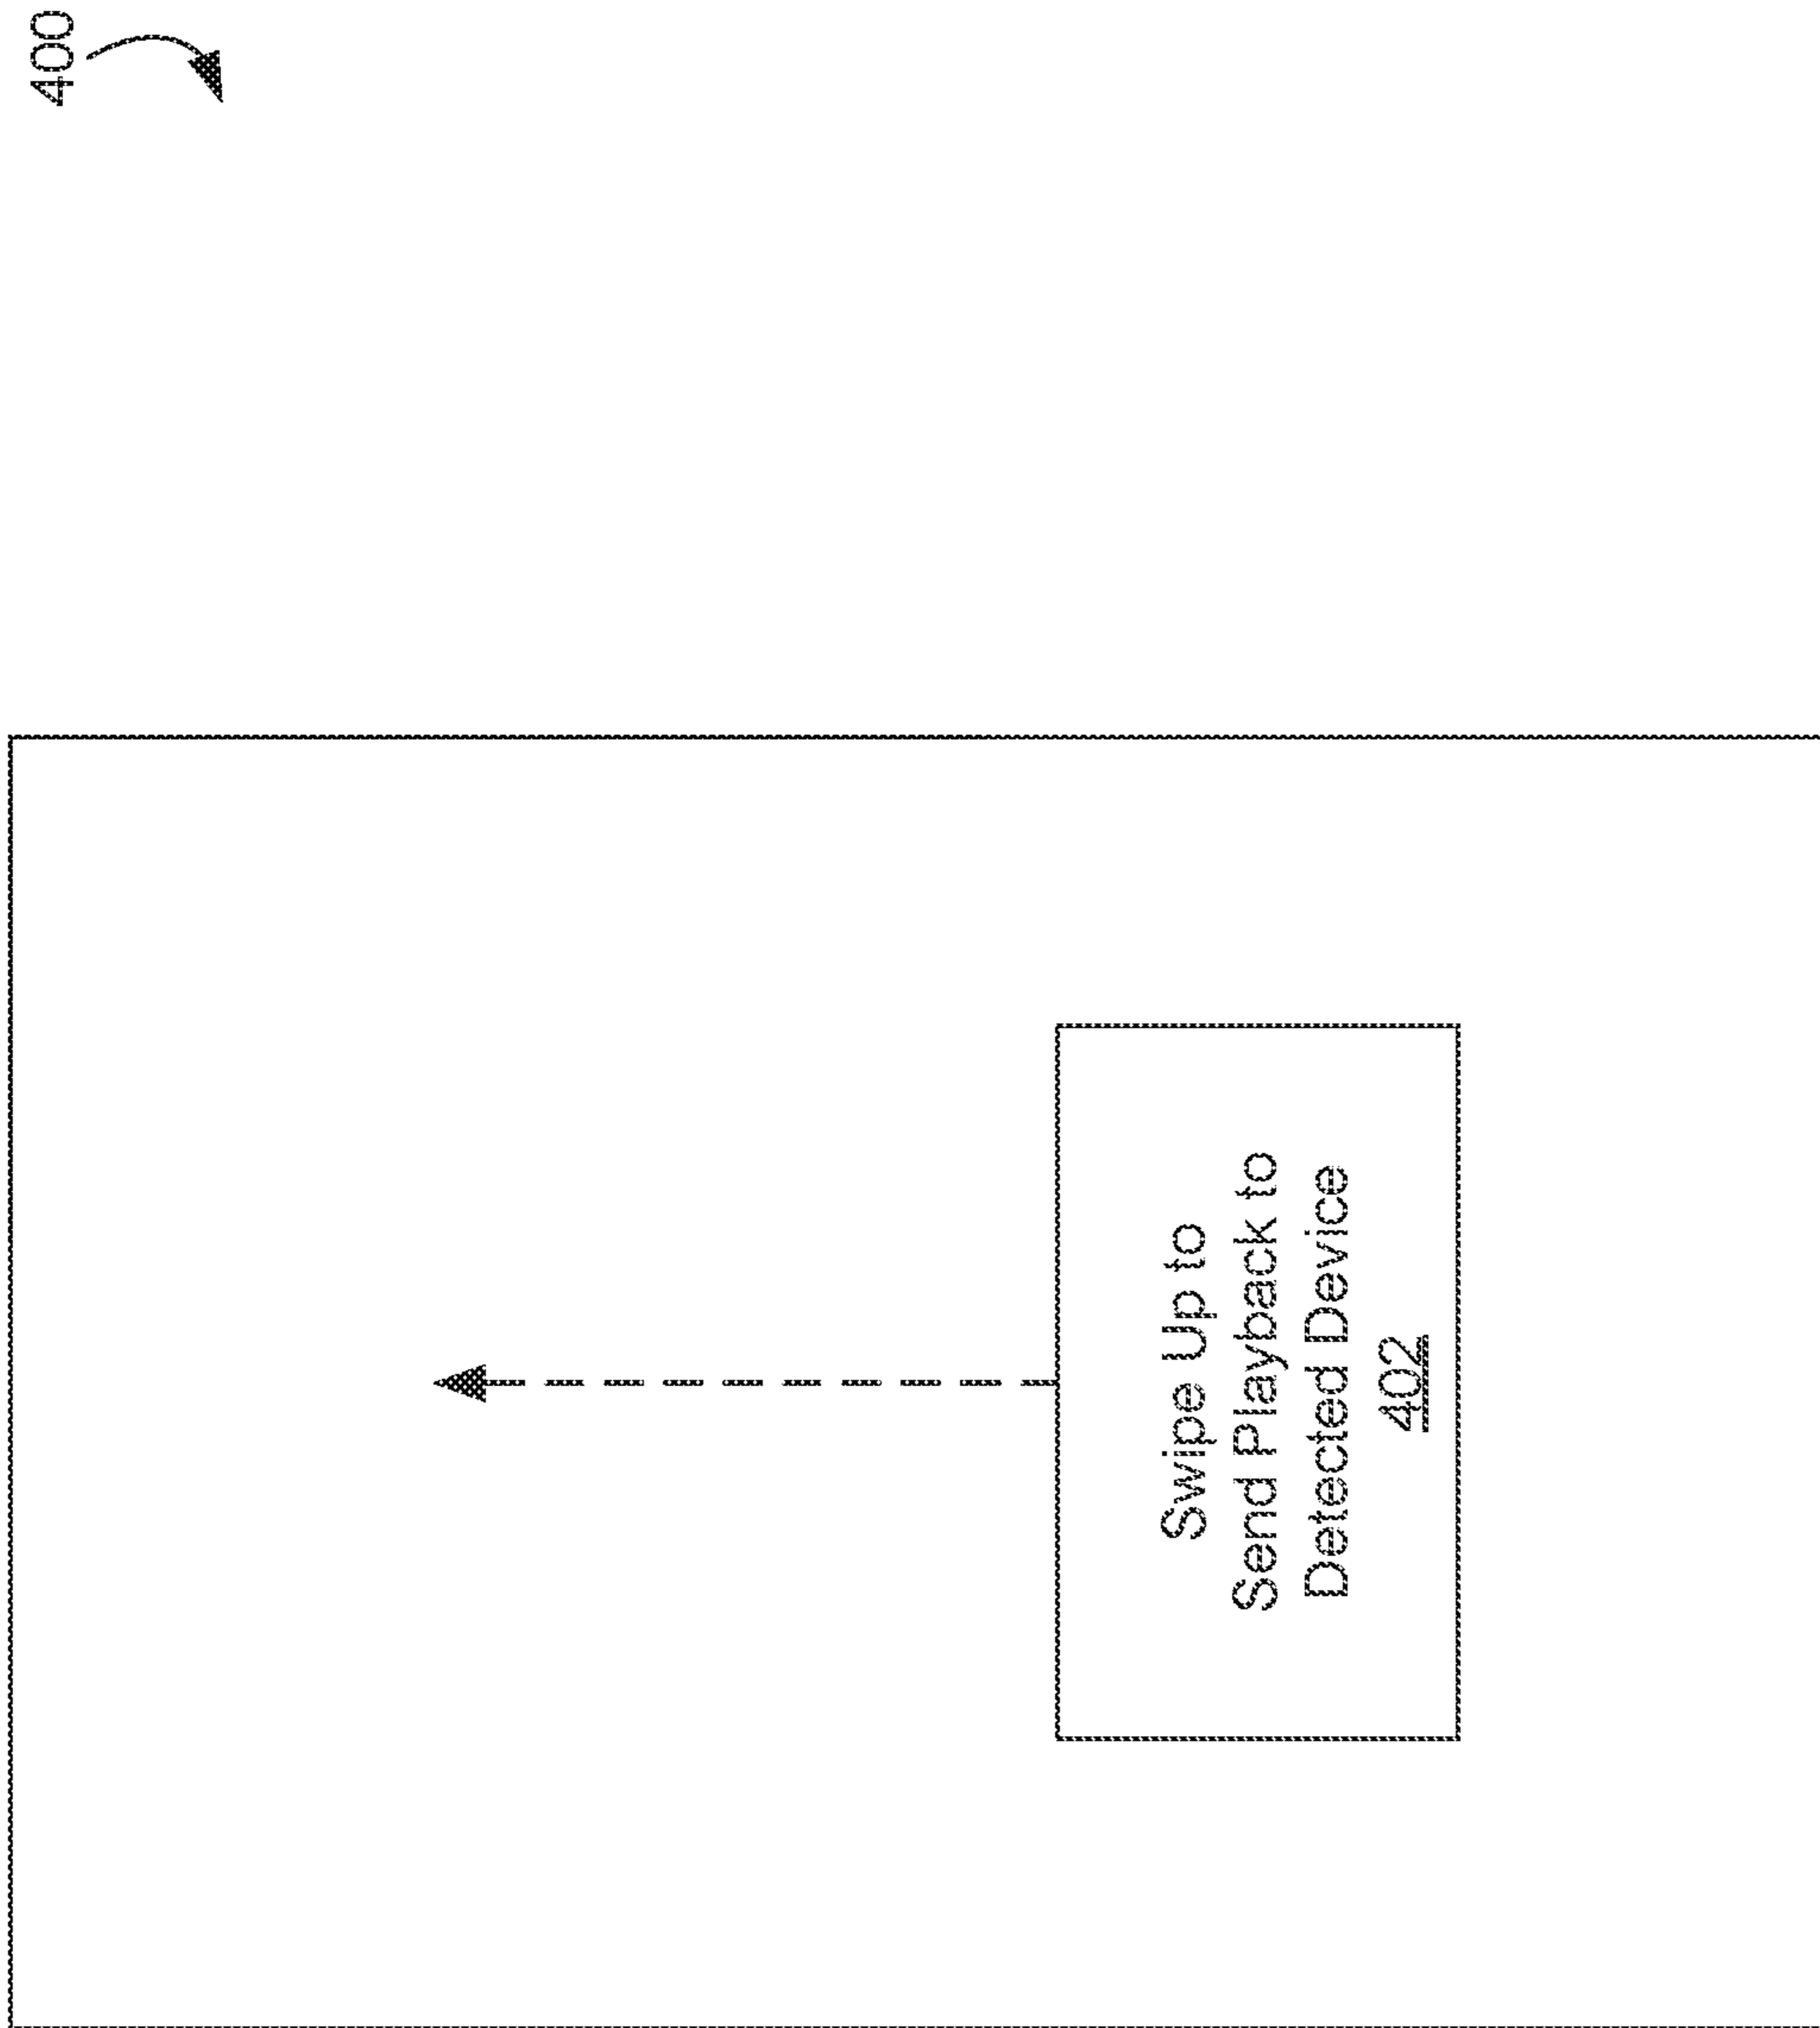 400
Swipe Up to
Send Playback to
Detected Device
402